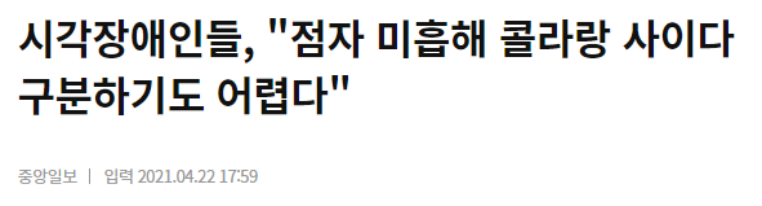 시각장애인들, "점자 미흡해 콜라랑 사이다
구분하기도 어렵다"
중앙일보 | 입력 2021.04.22 17:59